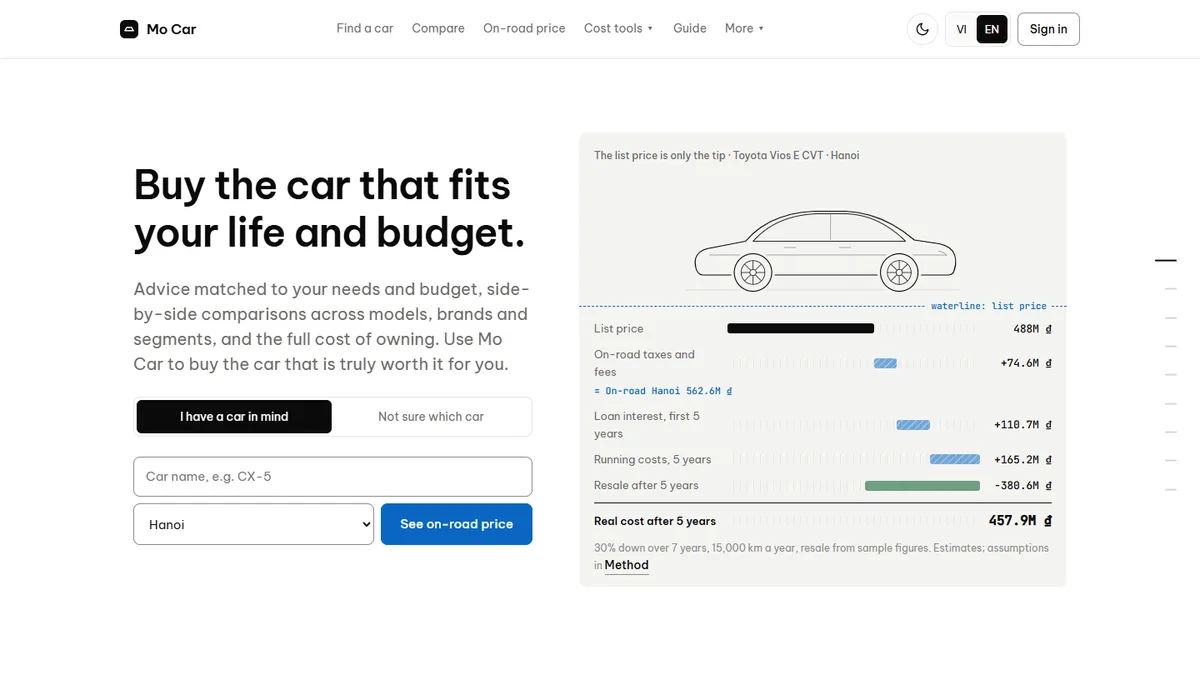 Mo Car
Find a car
Compare
On-road price
Cost tools ▾
Guide
More ▾
VI
EN
Sign in
Buy the car that fits
your life and budget.
Advice matched to your needs and budget, side-
by-side comparisons across models, brands and
segments, and the full cost of owning. Use Mo
Car to buy the car that is truly worth it for you.
I have a car in mind
Not sure which car
Car name, e.g. CX-5
Hanoi
See on-road price
The list price is only the tip · Toyota Vios E CVT · Hanoi
waterline: list price
List price
488M ₫
On-road taxes and
fees
+74.6M ₫
= On-road Hanoi 562.6M ₫
Loan interest, first 5
years
+110.7M ₫
Running costs, 5 years
+165.2M ₫
Resale after 5 years
-380.6M ₫
Real cost after 5 years
457.9M ₫
30% down over 7 years, 15,000 km a year, resale from sample figures. Estimates; assumptions
in Method